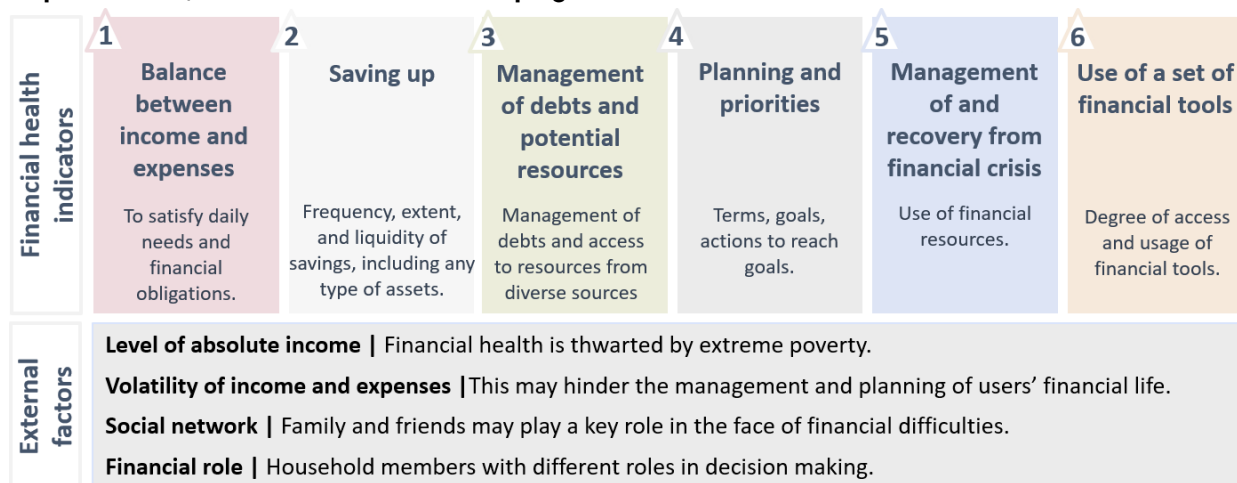 Financial health
indicators
1
Balance
between
income and
expenses
To satisfy daily
needs and
financial
obligations.
2
Saving up
Frequency, extent,
and liquidity of
savings, including any
type of assets.
3
Management
of debts and
potential
resources
Management of
debts and access
to resources from
diverse sources
4
Planning and
priorities
Terms, goals,
actions to reach
goals.
5
Management
of and
recovery from
financial crisis
Use of financial
resources.
6
Use of a set of
financial tools
Degree of access
and usage of
financial tools.
External
factors
Level of absolute income | Financial health is thwarted by extreme poverty.
Volatility of income and expenses |This may hinder the management and planning of users’ financial life.
Social network | Family and friends may play a key role in the face of financial difficulties.
Financial role | Household members with different roles in decision making.